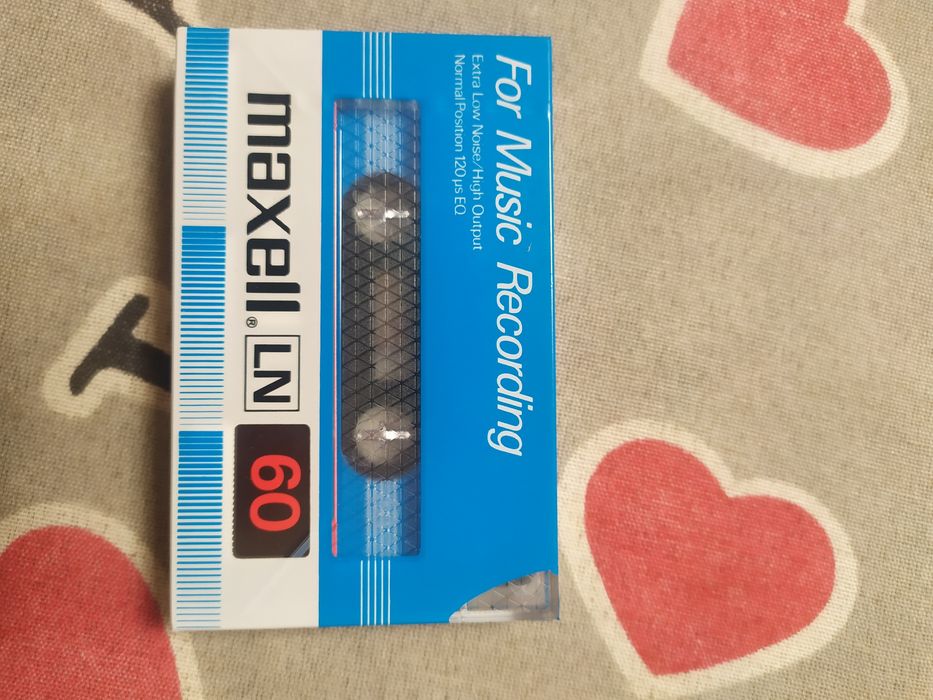 For Music Recording
Extra Low Noise/High Output
Normal Position 120 μs EQ
maxell® LN 60